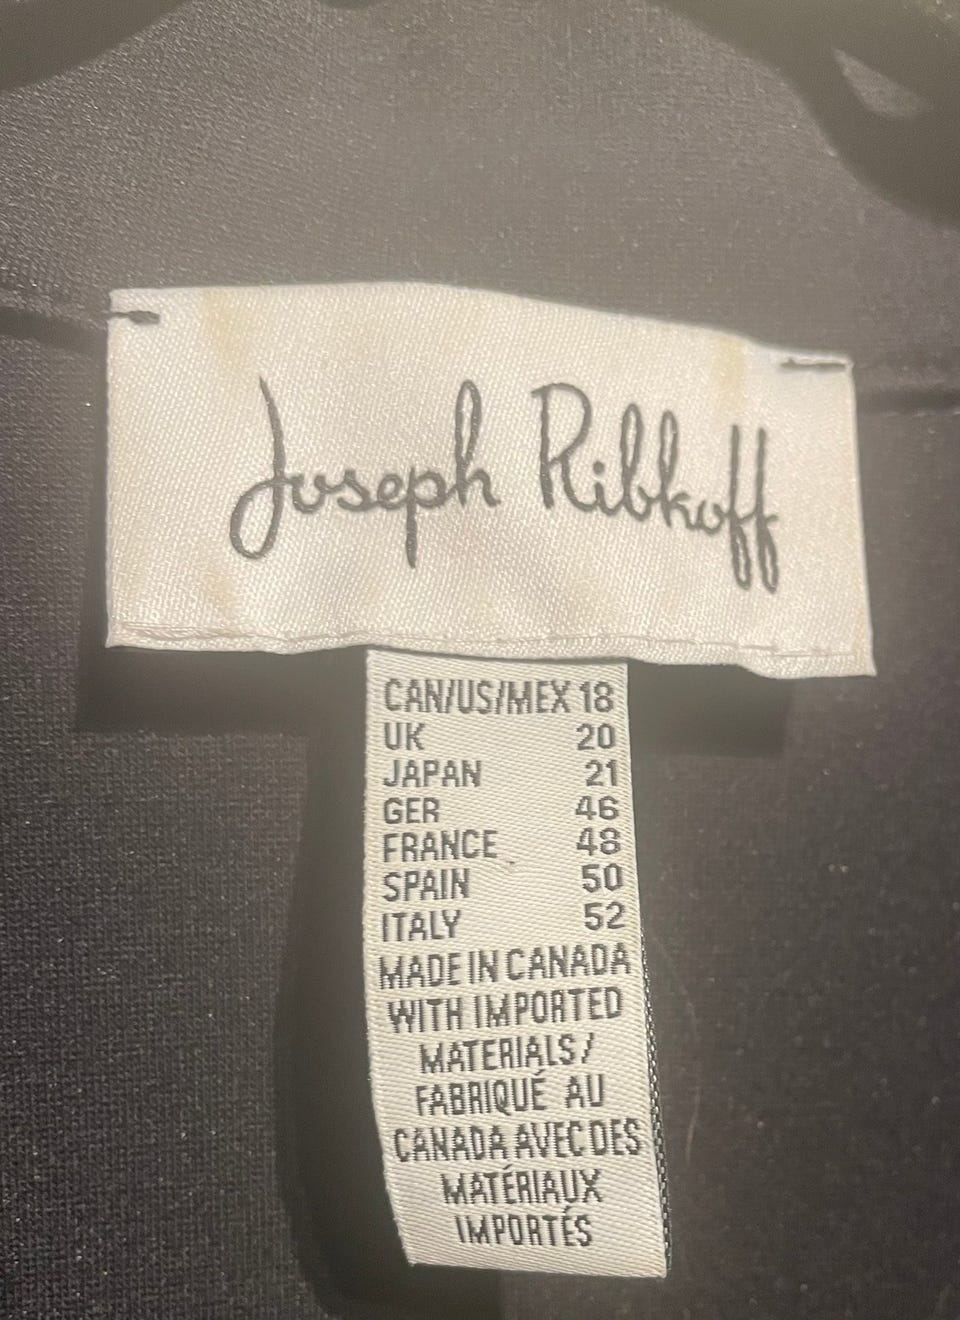 Joseph Ribkoff
CAN/US/MEX 18
UK 20
JAPAN 21
GER 46
FRANCE 48
SPAIN 50
ITALY 52
MADE IN CANADA
WITH IMPORTED
MATERIALS/
FABRIQUÉ AU
CANADA AVEC DES
MATÉRIAUX
IMPORTÉS